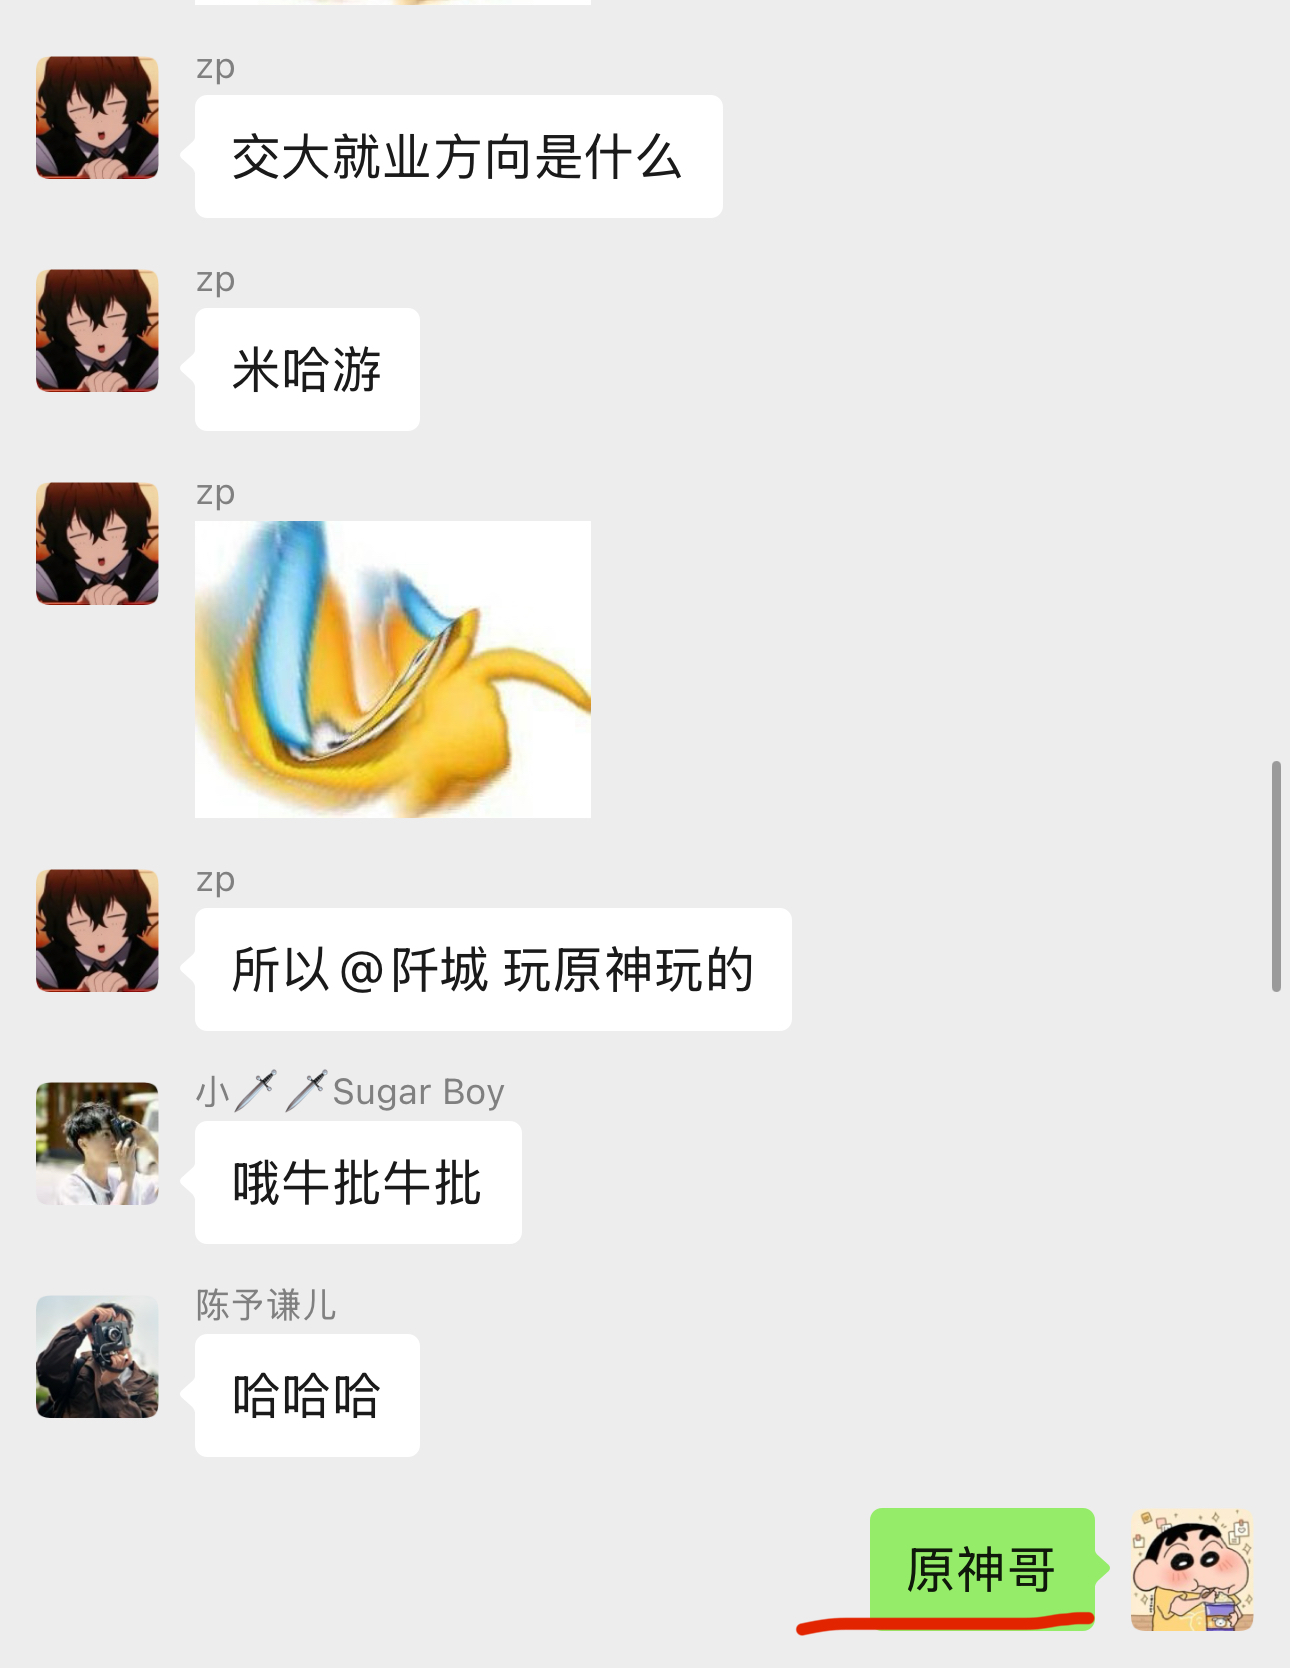 zp
交大就业方向是什么
zp
米哈游
zp
zp
所以@阡城 玩原神玩的
小🗡🗡Sugar Boy
哦牛批牛批
陈予谦儿
哈哈哈
原神哥